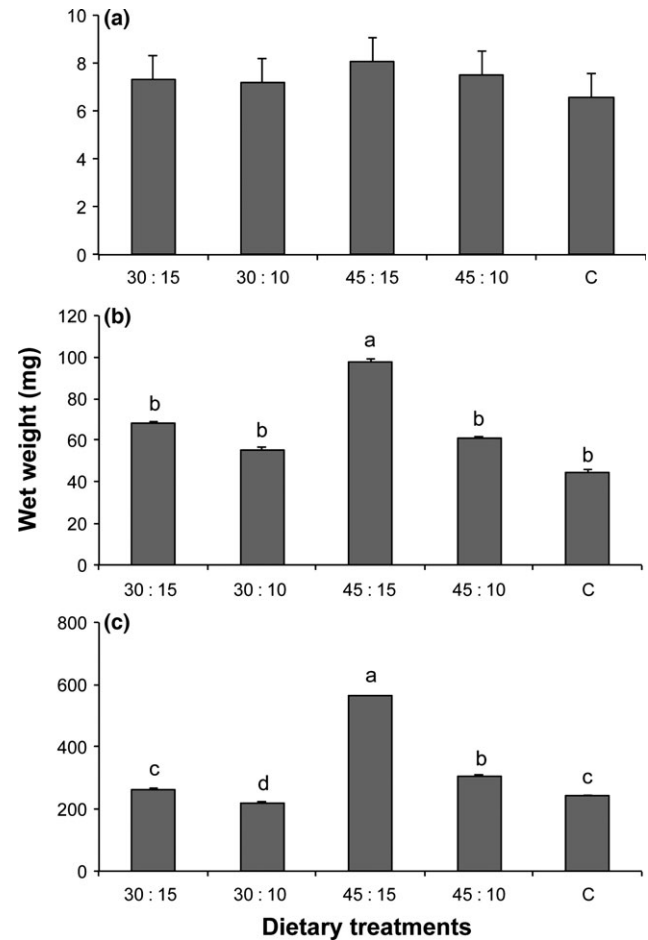 (a)
10
8
6
4
2
0
30 : 15 30 : 10 45 : 15 45 : 10 C
(b)
120
100
80
60
40
20
0
b b a b b
30 : 15 30 : 10 45 : 15 45 : 10 C
Wet weight (mg)
(c)
800
600
400
200
0
c d a b c
30 : 15 30 : 10 45 : 15 45 : 10 C
Dietary treatments